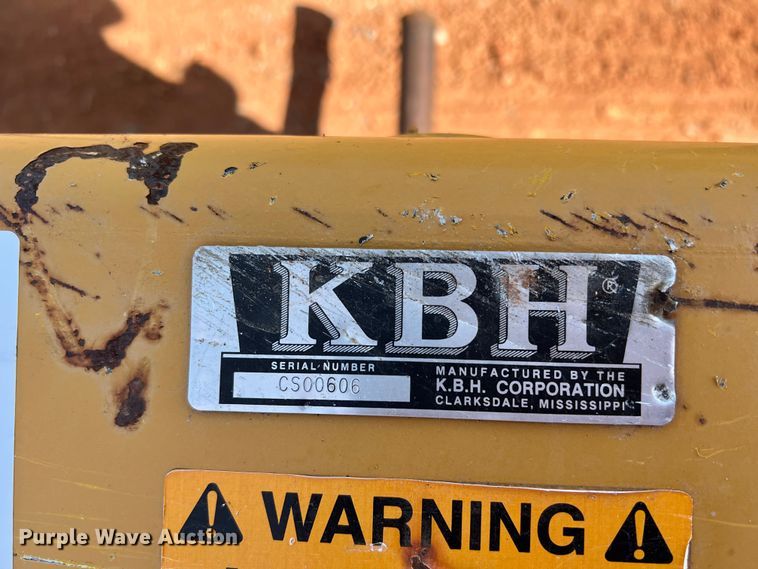 KBH®
SERIAL NUMBER
CS00606
MANUFACTURED BY THE
K.B.H. CORPORATION
CLARKSDALE, MISSISSIPPI
WARNING
Purple Wave Auction